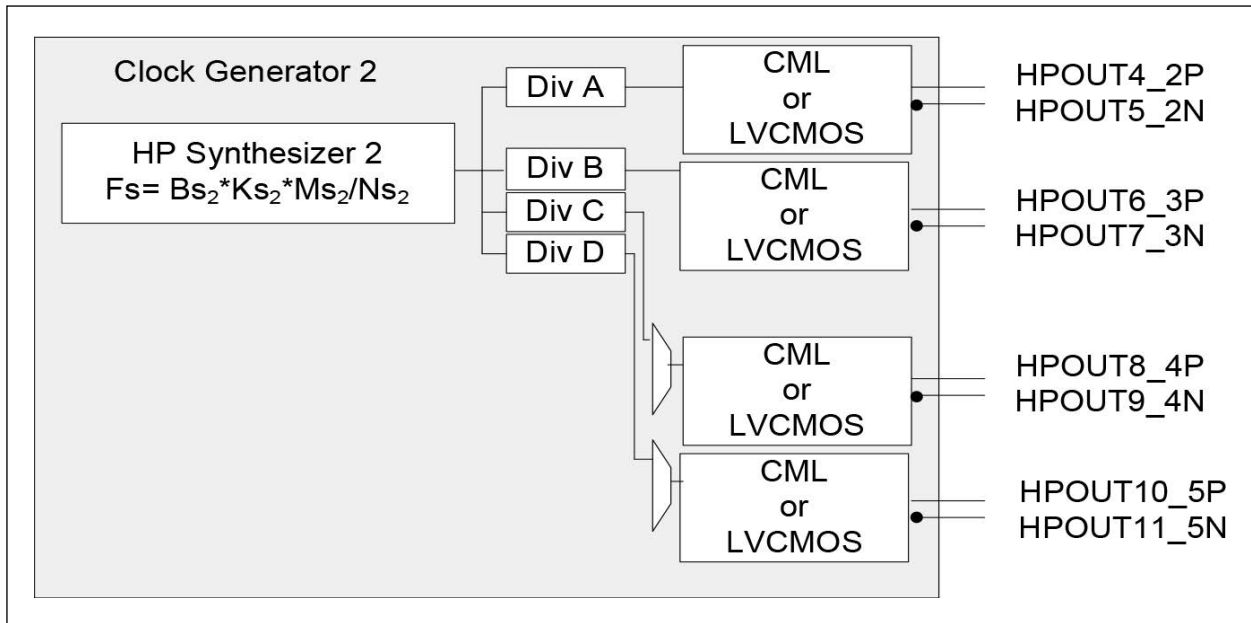 Clock Generator 2
HP Synthesizer 2
Fs= Bs₂*Ks₂*Ms₂/Ns₂
Div A
Div B
Div C
Div D
CML
or
LVCMOS
CML
or
LVCMOS
CML
or
LVCMOS
CML
or
LVCMOS
HPOUT4_2P
HPOUT5_2N
HPOUT6_3P
HPOUT7_3N
HPOUT8_4P
HPOUT9_4N
HPOUT10_5P
HPOUT11_5N